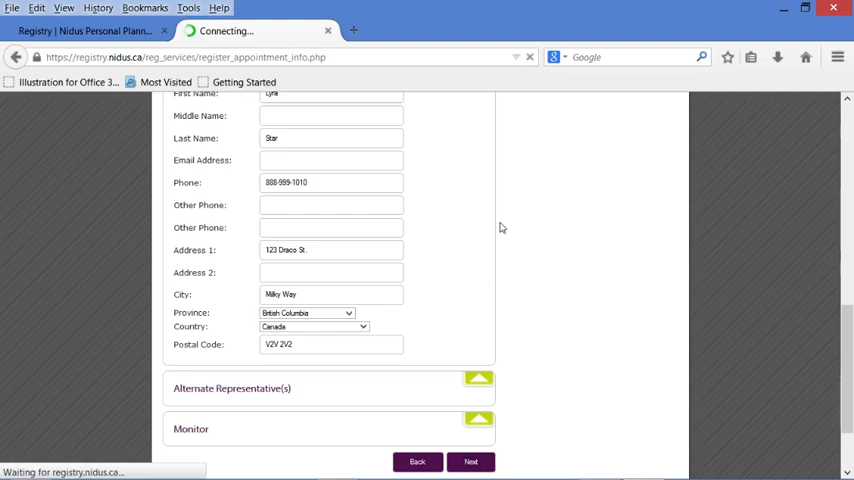 File Edit View History Bookmarks Tools Help
Registry | Nidus Personal Plann... × Connecting... × +
https://registry.nidus.ca/reg_services/register_appointment_info.php Google
Illustration for Office 3... Most Visited Getting Started
First Name: Lyra
Middle Name:
Last Name: Star
Email Address:
Phone: 888-999-1010
Other Phone:
Other Phone:
Address 1: 123 Draco St.
Address 2:
City: Milky Way
Province: British Columbia
Country: Canada
Postal Code: V2V 2V2
Alternate Representative(s)
Monitor
Back Next
Waiting for registry.nidus.ca...